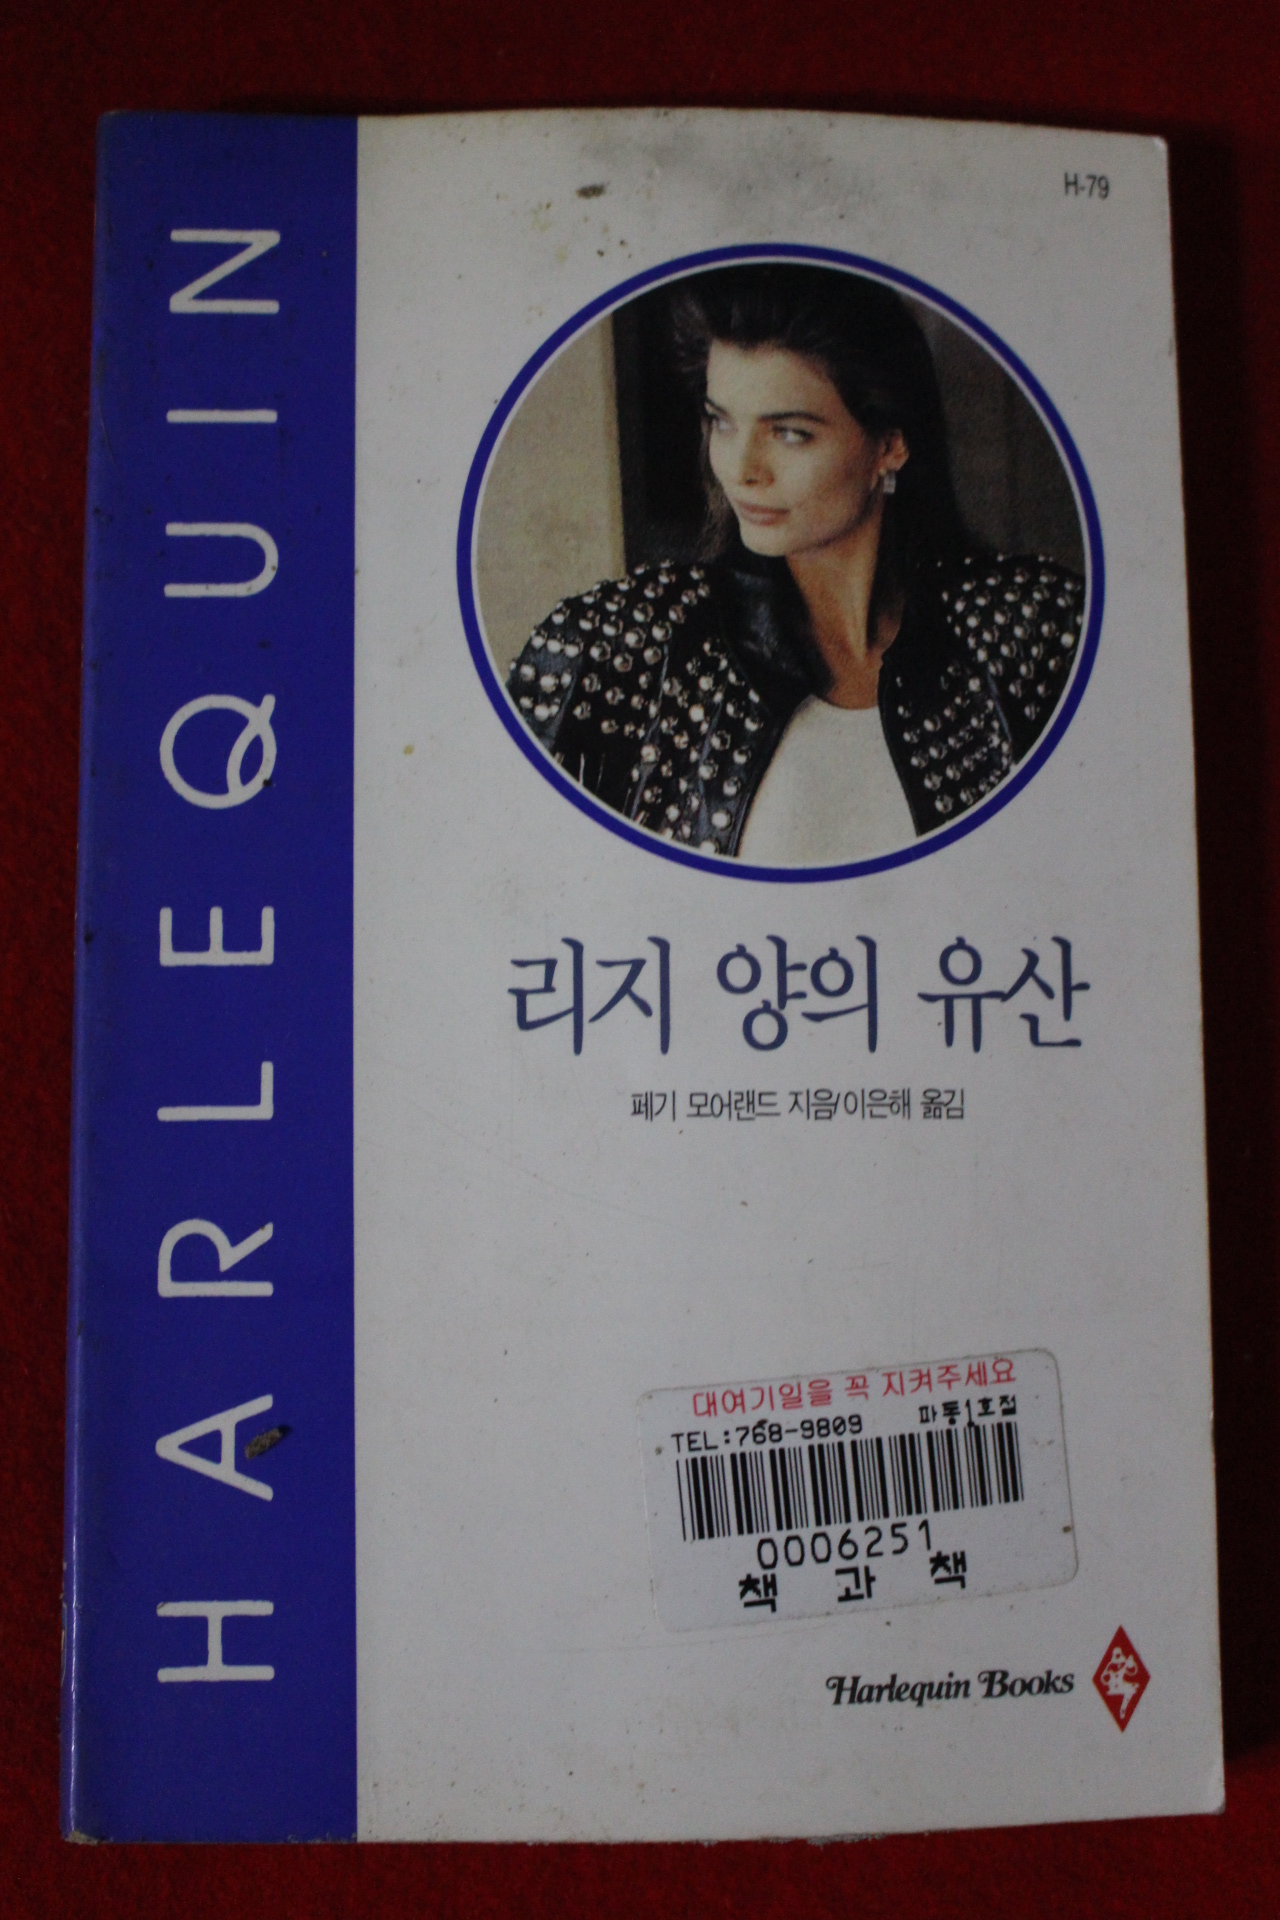 HARLEQUIN
H-79
리지 양의 유산
페기 모어랜드 지음/이은해 옮김
대여기일을 꼭 지켜주세요
TEL:768-9809 파동1호점
0006251
책 과 책
Harlequin Books